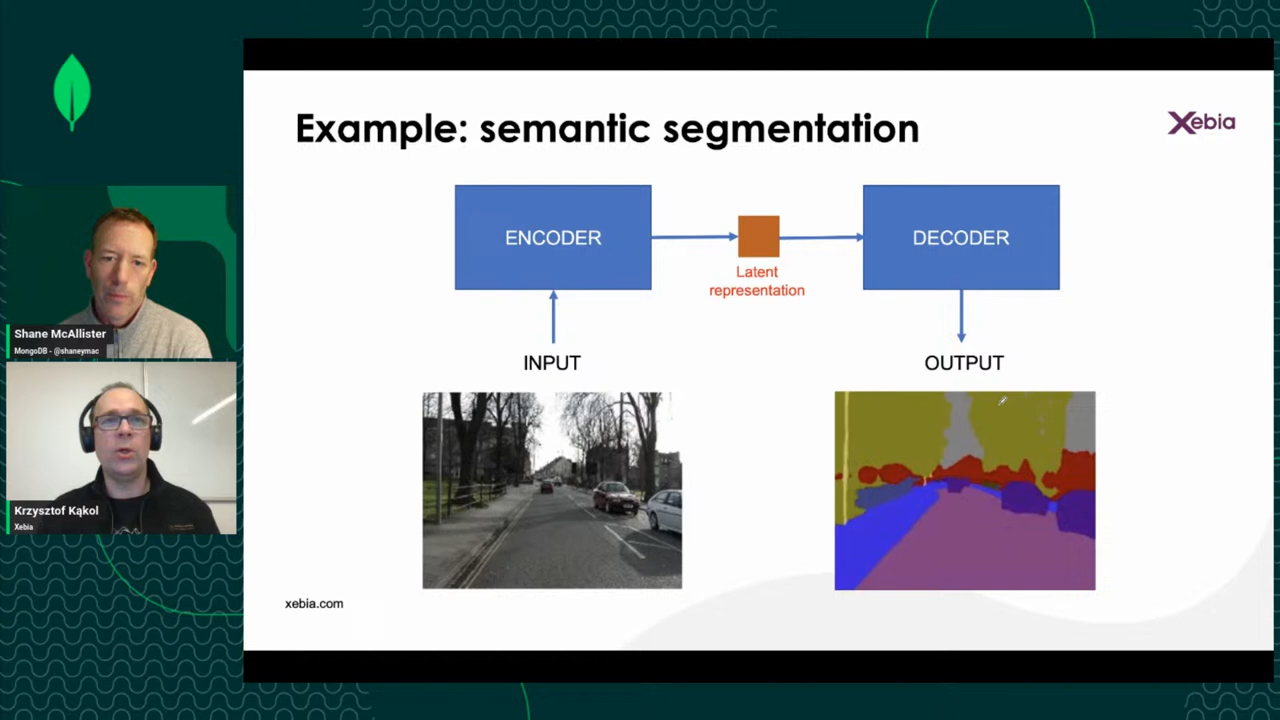 Example: semantic segmentation
Xebia
ENCODER
DECODER
Latent
representation
INPUT
OUTPUT
Shane McAllister
MongoDB - @shaneymac
Krzysztof Kąkol
Xebia
xebia.com